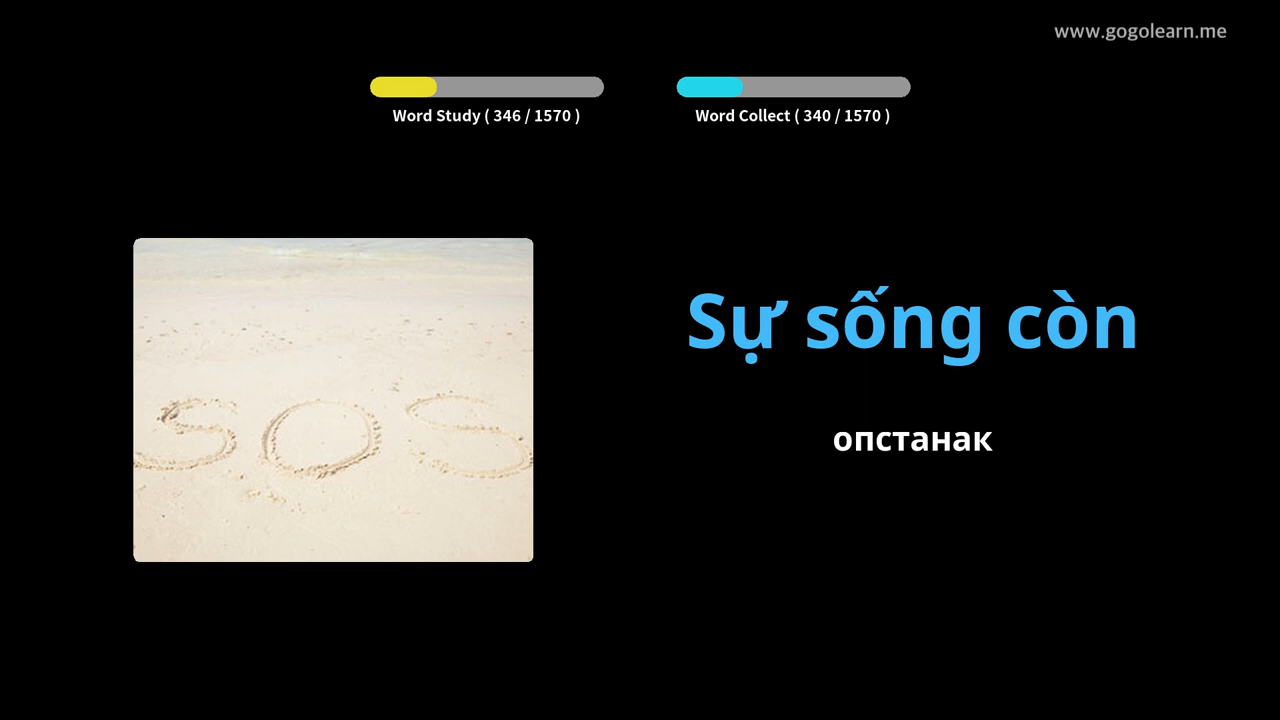 www.gogolearn.me
Word Study ( 346 / 1570 )
Word Collect ( 340 / 1570 )
SOS
Sự sống còn
опстанак